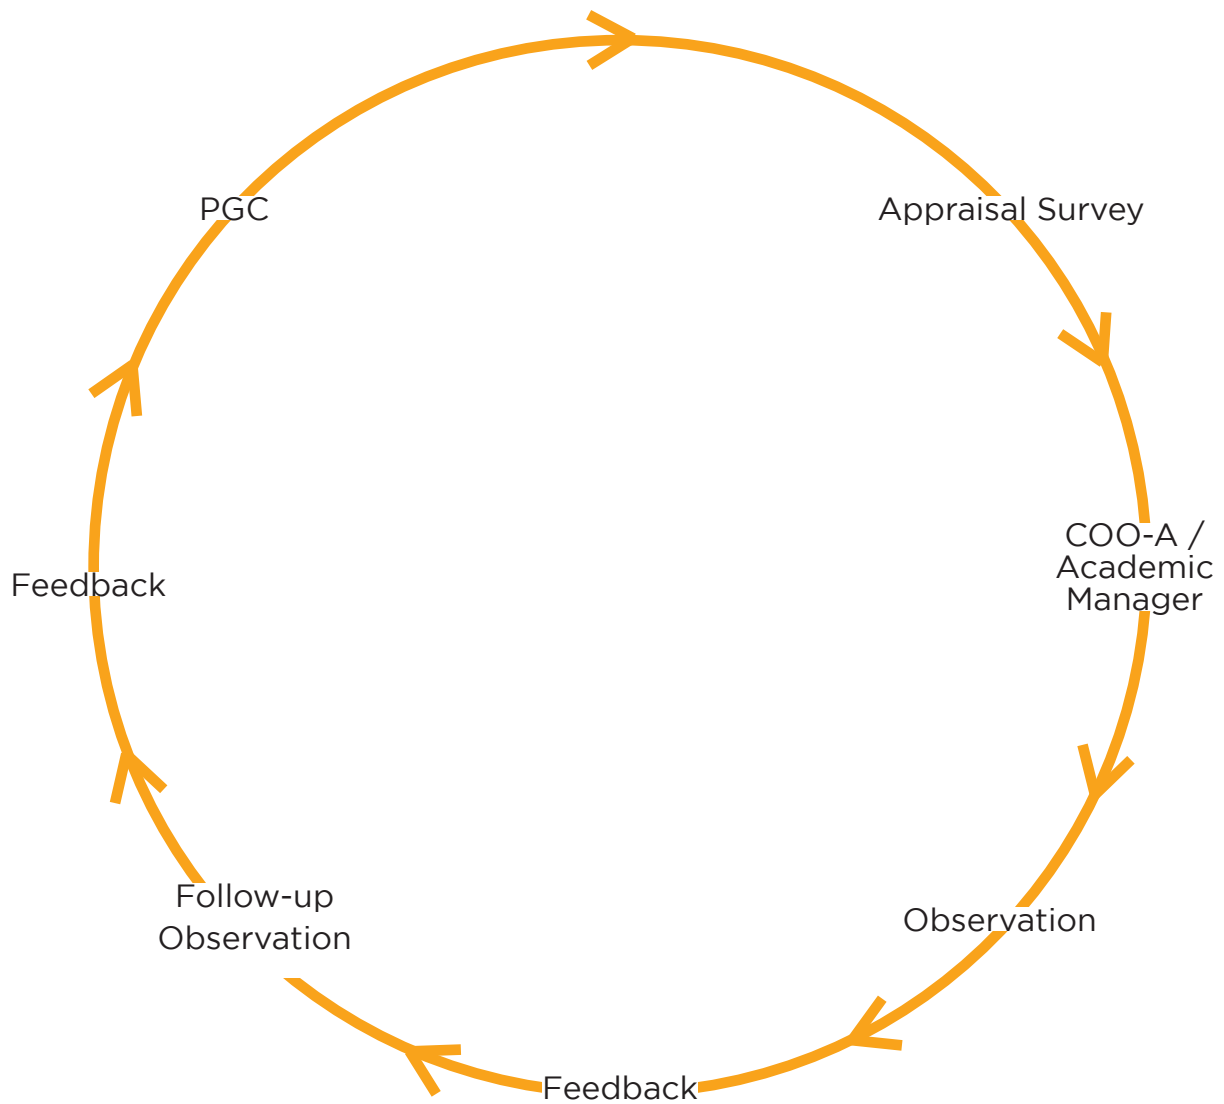 PGC
Appraisal Survey
COO-A /
Academic
Manager
Feedback
Follow-up
Observation
Observation
Feedback